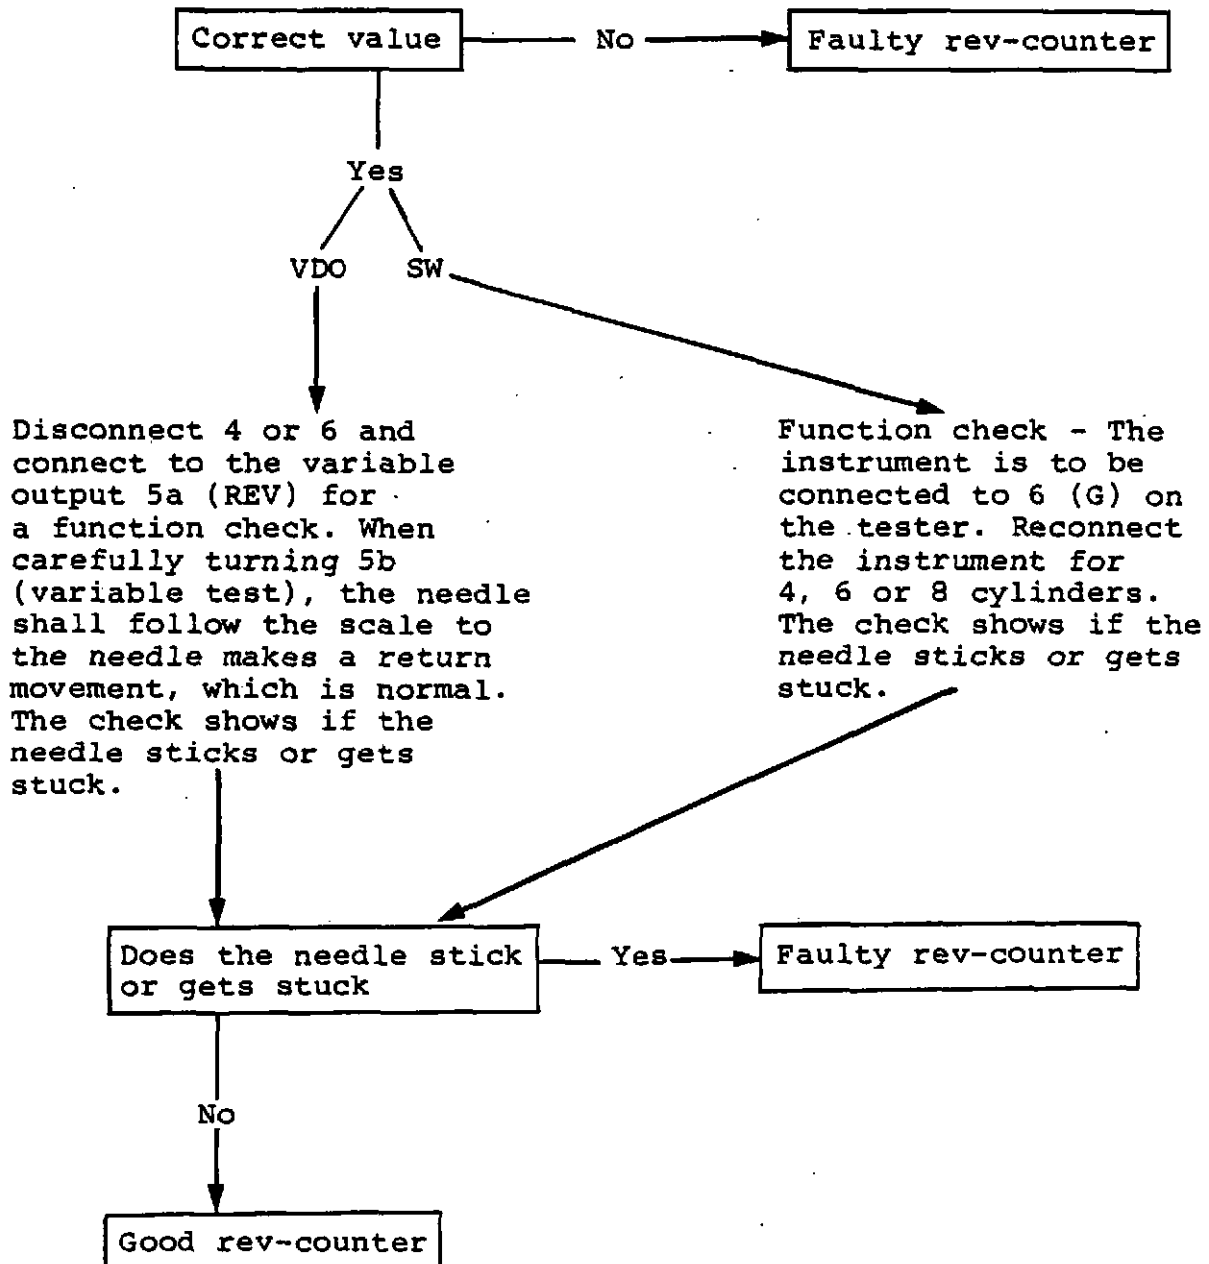 Correct value
No
Faulty rev-counter
Yes
VDO
SW
Disconnect 4 or 6 and
connect to the variable
output 5a (REV) for
a function check. When
carefully turning 5b
(variable test), the needle
shall follow the scale to
the needle makes a return
movement, which is normal.
The check shows if the
needle sticks or gets
stuck.
Function check - The
instrument is to be
connected to 6 (G) on
the tester. Reconnect
the instrument for
4, 6 or 8 cylinders.
The check shows if the
needle sticks or gets
stuck.
Does the needle stick
or gets stuck
Yes
Faulty rev-counter
No
Good rev-counter